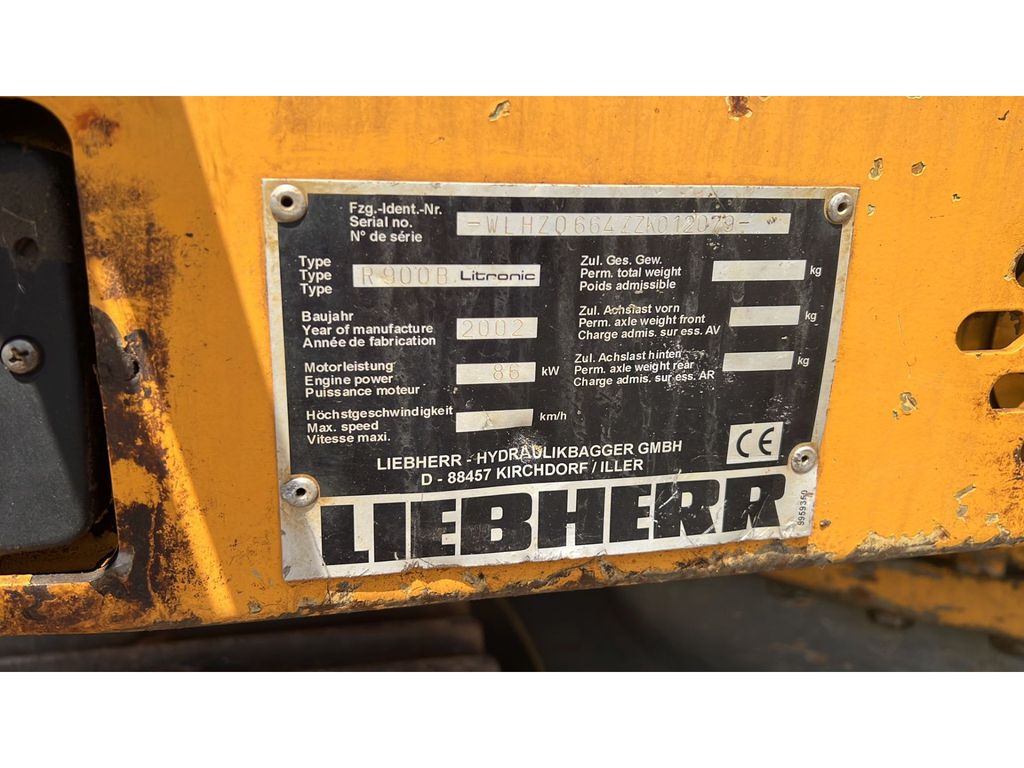 Fzg.-Ident.-Nr.
Serial no.
N° de série
-WLHZ0664ZZK012079-
Type
Type
Type
R 900B Litronic
Baujahr
Year of manufacture
Année de fabrication
2002
Motorleistung
Engine power
Puissance moteur
86 kW
Höchstgeschwindigkeit
Max. speed
Vitesse maxi.
km/h
Zul. Ges. Gew.
Perm. total weight
Poids admissible
kg
Zul. Achslast vorn
Perm. axle weight front
Charge admis. sur ess. AV
kg
Zul. Achslast hinten
Perm. axle weight rear
Charge admis. sur ess. AR
kg
LIEBHERR - HYDRAULIKBAGGER GMBH
D - 88457 KIRCHDORF / ILLER
CE
LIEBHERR
9959350